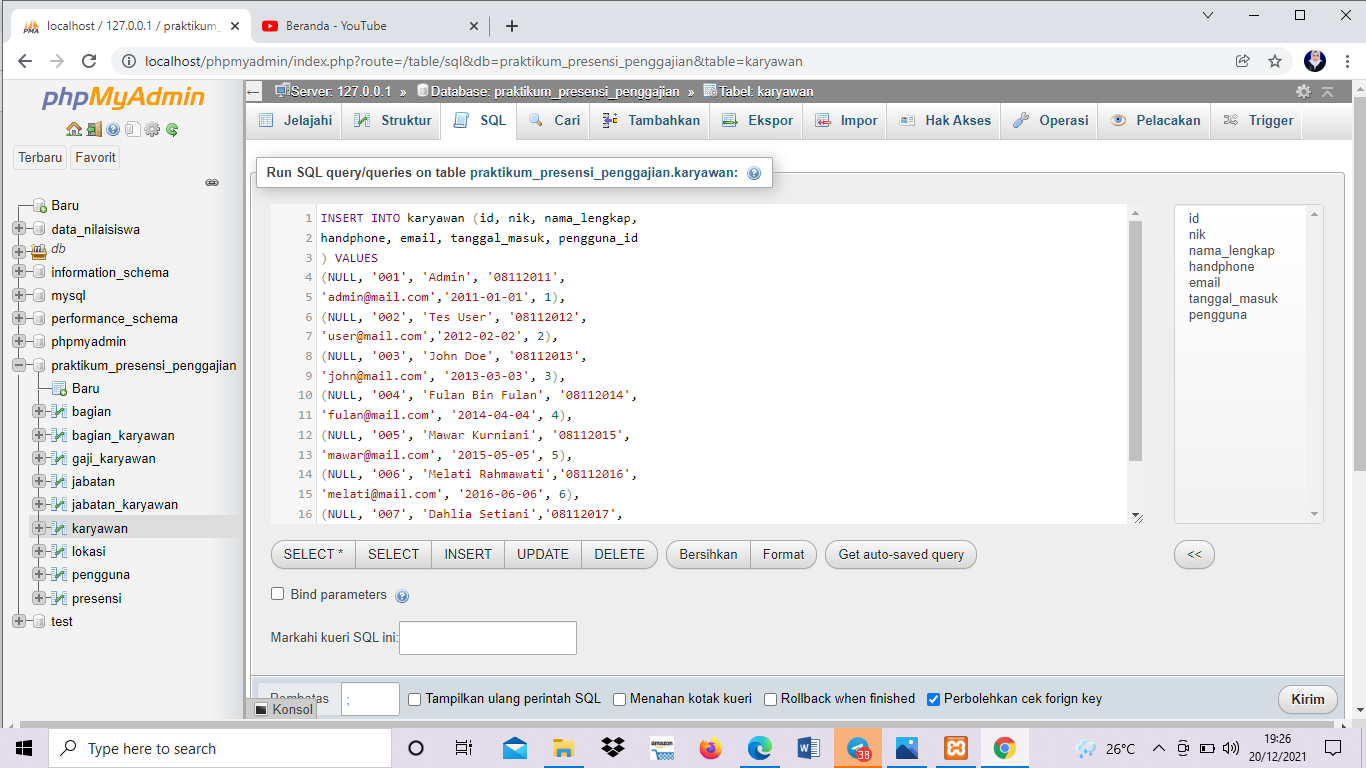 localhost / 127.0.0.1 / praktikum_
Beranda - YouTube
localhost/phpmyadmin/index.php?route=/table/sql&db=praktikum_presensi_penggajian&table=karyawan
phpMyAdmin
Terbaru Favorit
Baru
data_nilaisiswa
db
information_schema
mysql
performance_schema
phpmyadmin
praktikum_presensi_penggajian
Baru
bagian
bagian_karyawan
gaji_karyawan
jabatan
jabatan_karyawan
karyawan
lokasi
pengguna
presensi
test
Server: 127.0.0.1 » Database: praktikum_presensi_penggajian » Tabel: karyawan
Jelajahi Struktur SQL Cari Tambahkan Ekspor Impor Hak Akses Operasi Pelacakan Trigger
Run SQL query/queries on table praktikum_presensi_penggajian.karyawan:
1 INSERT INTO karyawan (id, nik, nama_lengkap,
2 handphone, email, tanggal_masuk, pengguna_id
3 ) VALUES
4 (NULL, '001', 'Admin', '08112011',
5 'admin@mail.com','2011-01-01', 1),
6 (NULL, '002', 'Tes User', '08112012',
7 'user@mail.com','2012-02-02', 2),
8 (NULL, '003', 'John Doe', '08112013',
9 'john@mail.com', '2013-03-03', 3),
10 (NULL, '004', 'Fulan Bin Fulan', '08112014',
11 'fulan@mail.com', '2014-04-04', 4),
12 (NULL, '005', 'Mawar Kurniani', '08112015',
13 'mawar@mail.com', '2015-05-05', 5),
14 (NULL, '006', 'Melati Rahmawati','08112016',
15 'melati@mail.com', '2016-06-06', 6),
16 (NULL, '007', 'Dahlia Setiani','08112017',
id
nik
nama_lengkap
handphone
email
tanggal_masuk
pengguna
SELECT * SELECT INSERT UPDATE DELETE Bersihkan Format Get auto-saved query <<
Bind parameters
Markahi kueri SQL ini:
; Tampilkan ulang perintah SQL Menahan kotak kueri Rollback when finished Perbolehkan cek forign key Kirim
Konsol
Type here to search
amazon
38
26°C
19:26
20/12/2021